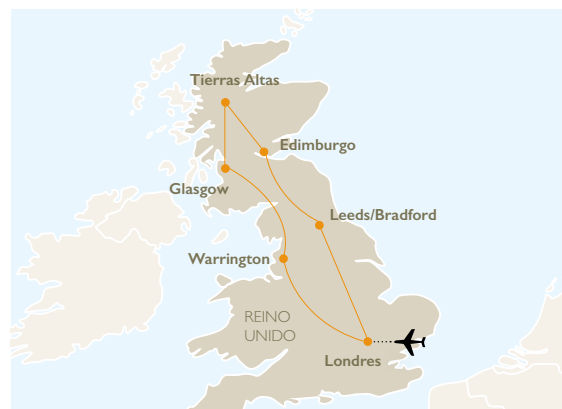 Tierras Altas
Edimburgo
Glasgow
Leeds/Bradford
Warrington
REINO
UNIDO
Londres